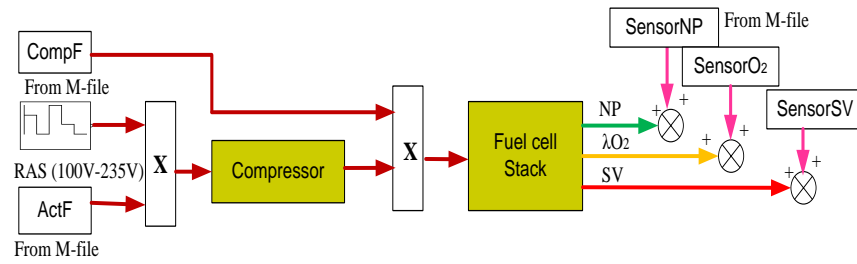 SensorNP
From M-file
CompF
SensorO₂
From M-file
SensorSV
NP
+
+
X
X
Fuel cell
Stack
λO₂
+
+
RAS (100V-235V)
Compressor
SV
+
+
ActF
From M-file